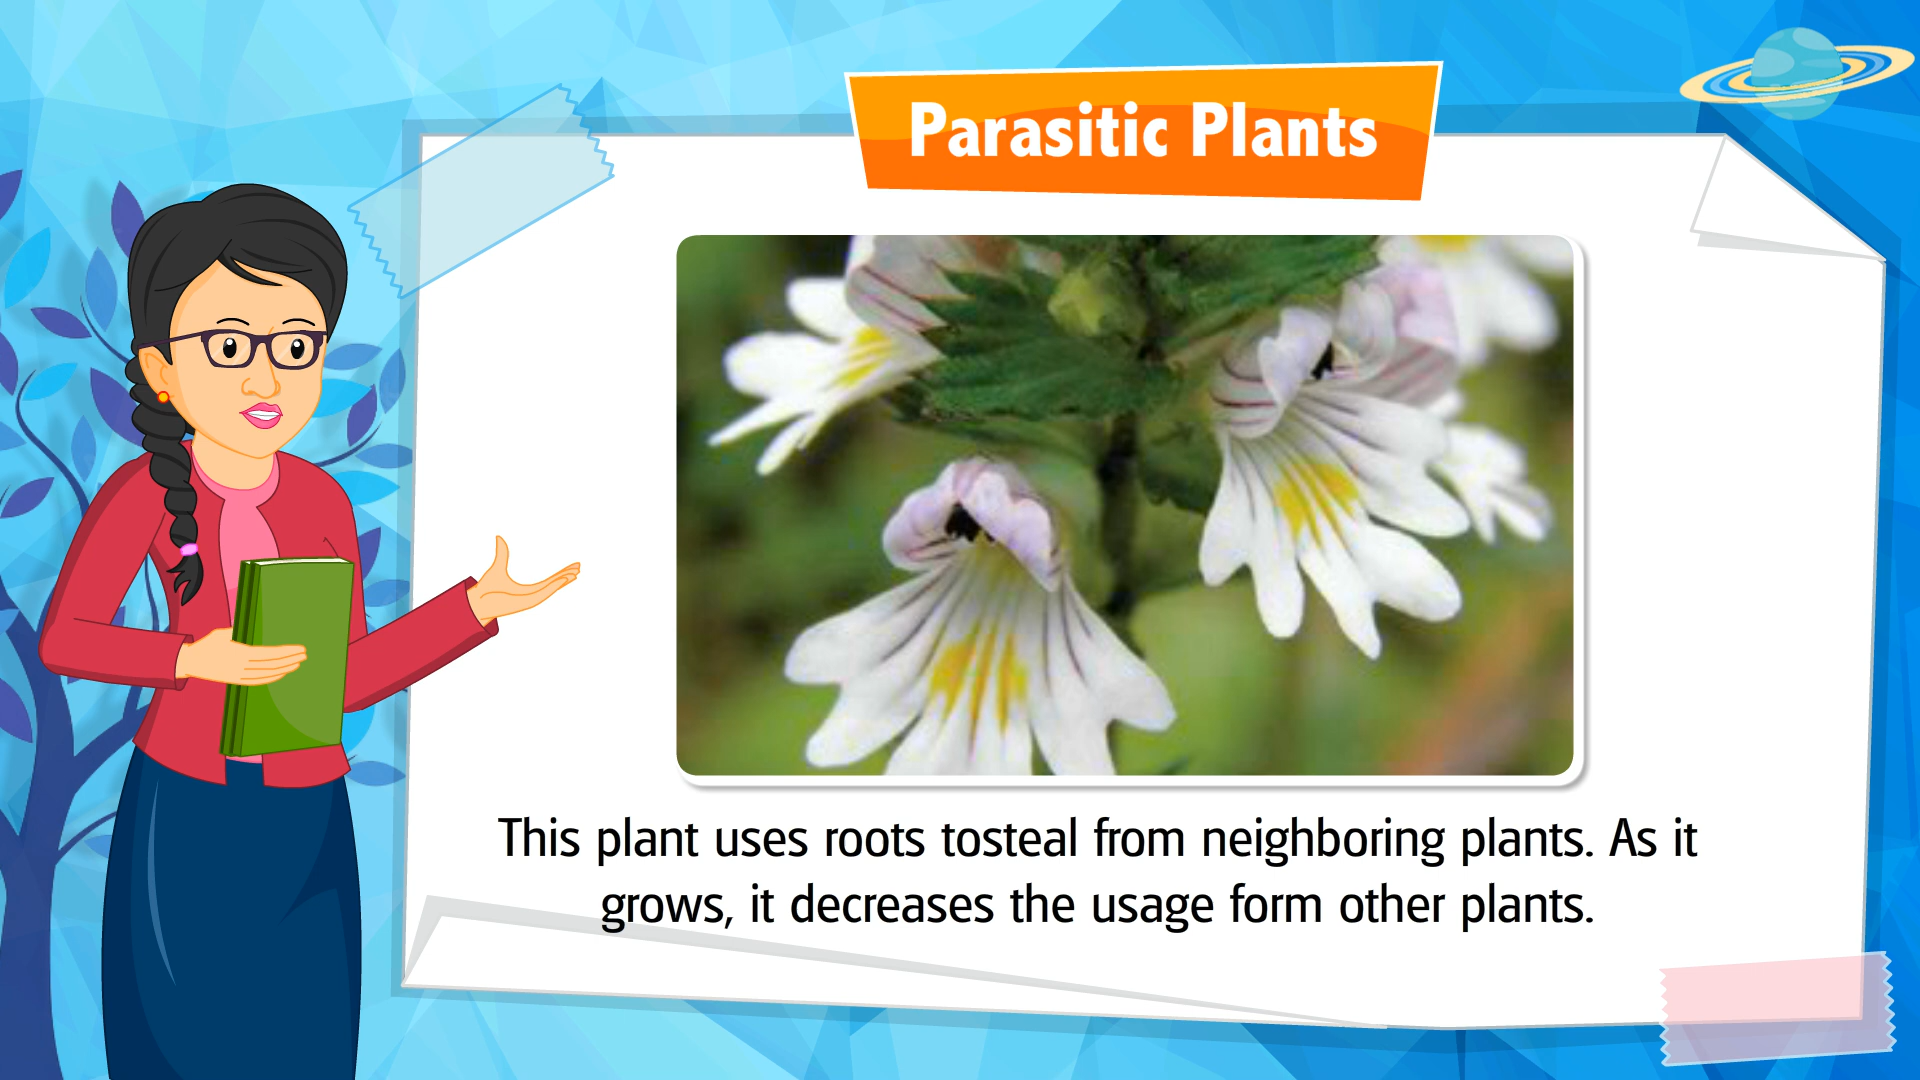 Parasitic Plants
This plant uses roots tosteal from neighboring plants. As it
grows, it decreases the usage form other plants.